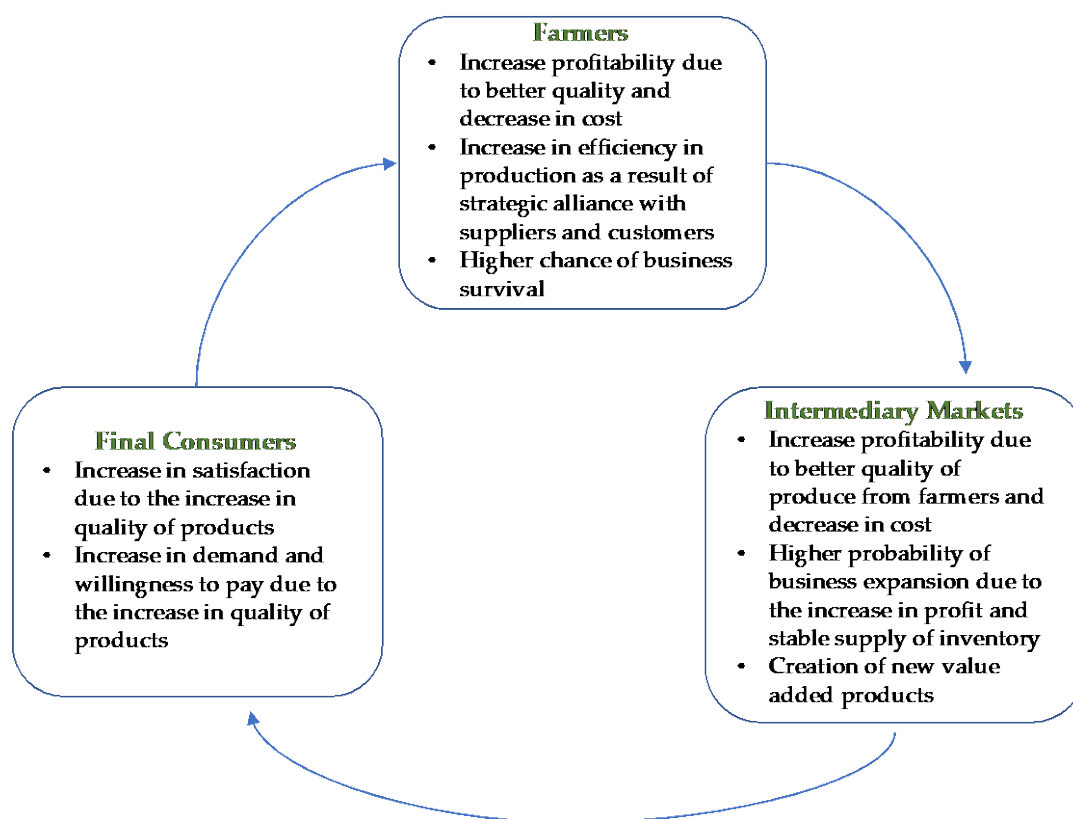 Farmers
• Increase profitability due
to better quality and
decrease in cost
• Increase in efficiency in
production as a result of
strategic alliance with
suppliers and customers
• Higher chance of business
survival
Intermediary Markets
• Increase profitability due
to better quality of
produce from farmers and
decrease in cost
• Higher probability of
business expansion due to
the increase in profit and
stable supply of inventory
• Creation of new value
added products
Final Consumers
• Increase in satisfaction
due to the increase in
quality of products
• Increase in demand and
willingness to pay due to
the increase in quality of
products